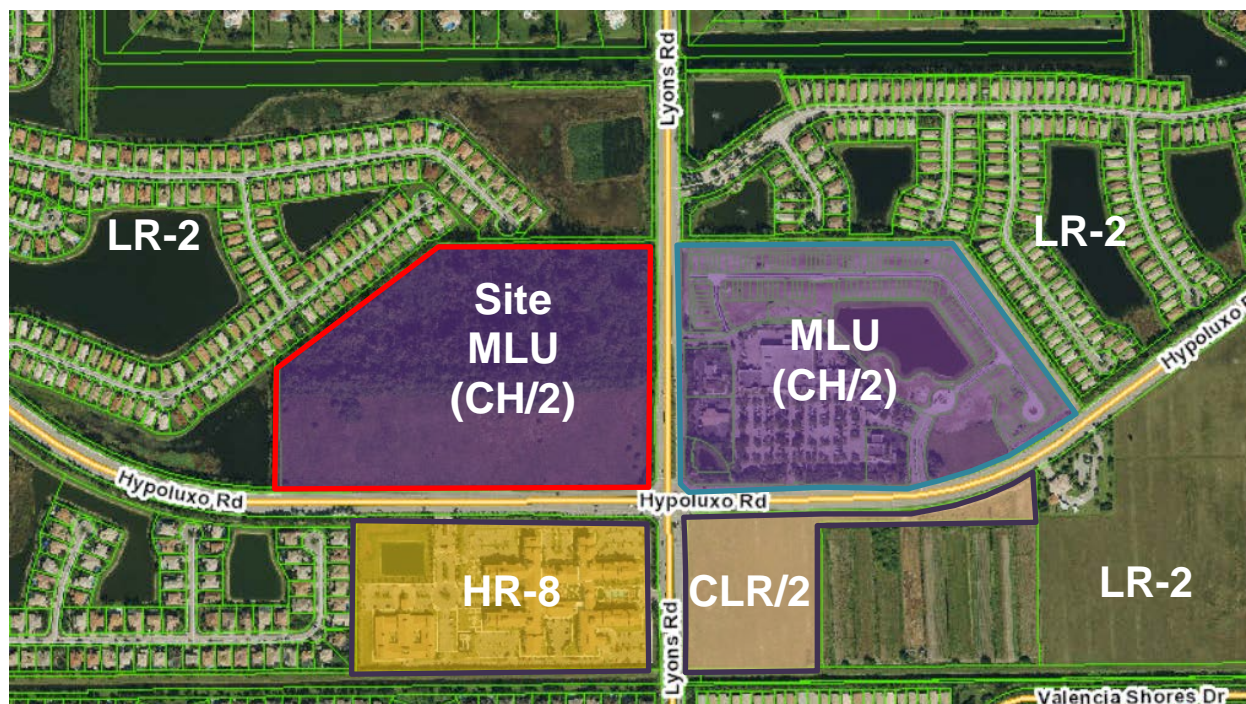 Lyons Rd
LR-2
LR-2
Site
MLU
(CH/2)
MLU
(CH/2)
Hypoluxo R
Hypoluxo Rd
Hypoluxo Rd
HR-8
CLR/2
LR-2
Lyons Rd
Valencia Shores Dr